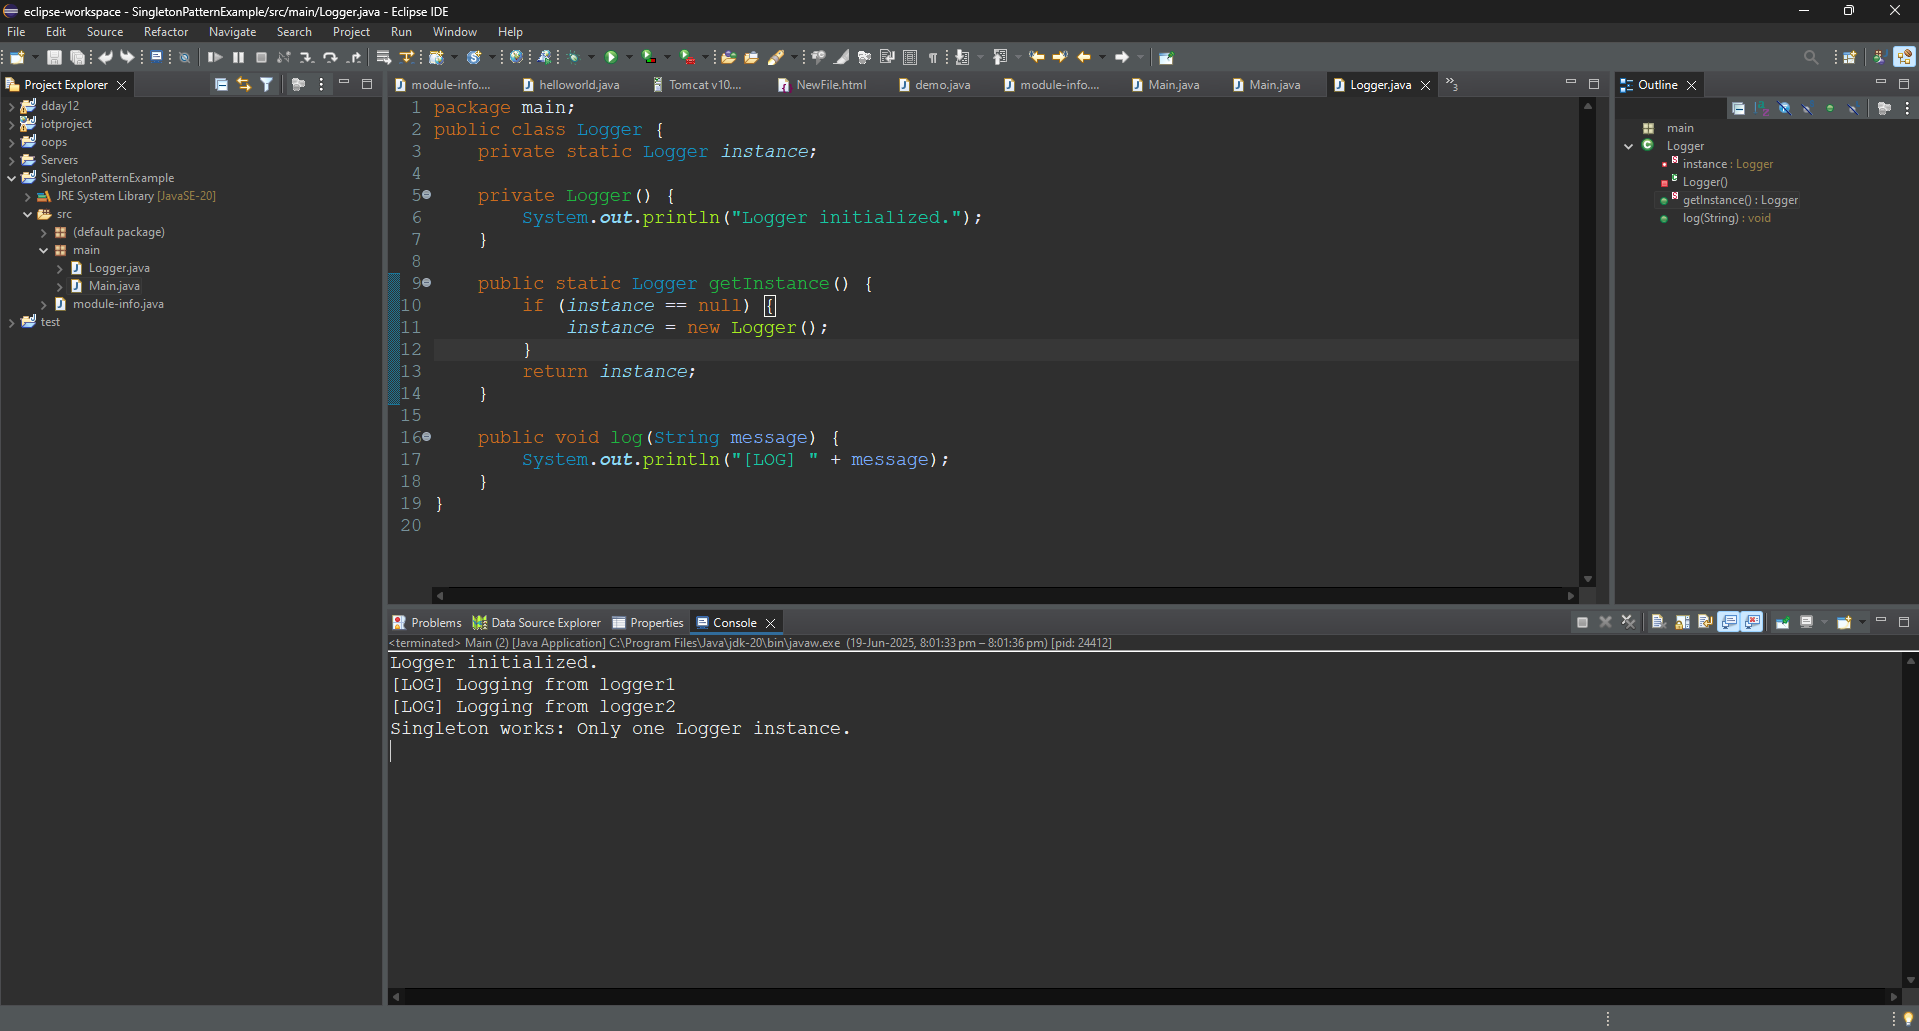 eclipse-workspace - SingletonPatternExample/src/main/Logger.java - Eclipse IDE
File Edit Source Refactor Navigate Search Project Run Window Help
Project Explorer
dday12
iotproject
oops
Servers
SingletonPatternExample
JRE System Library [JavaSE-20]
src
(default package)
main
Logger.java
Main.java
module-info.java
test
module-info.... helloworld.java Tomcat v10.... NewFile.html demo.java module-info.... Main.java Main.java Logger.java »3
1 package main;
2 public class Logger {
3 private static Logger instance;
4
5 private Logger() {
6 System.out.println("Logger initialized.");
7 }
8
9 public static Logger getInstance() {
10 if (instance == null) {
11 instance = new Logger();
12 }
13 return instance;
14 }
15
16 public void log(String message) {
17 System.out.println("[LOG] " + message);
18 }
19 }
20
Outline
main
Logger
instance : Logger
Logger()
getInstance() : Logger
log(String) : void
Problems Data Source Explorer Properties Console
<terminated> Main (2) [Java Application] C:\Program Files\Java\jdk-20\bin\javaw.exe (19-Jun-2025, 8:01:33 pm – 8:01:36 pm) [pid: 24412]
Logger initialized.
[LOG] Logging from logger1
[LOG] Logging from logger2
Singleton works: Only one Logger instance.